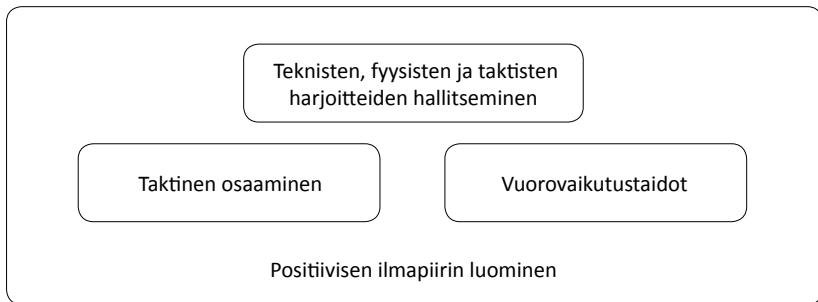 Teknisten, fyysisten ja taktisten
harjoitteiden hallitseminen
Taktinen osaaminen
Vuorovaikutustaidot
Positiivisen ilmapiirin luominen